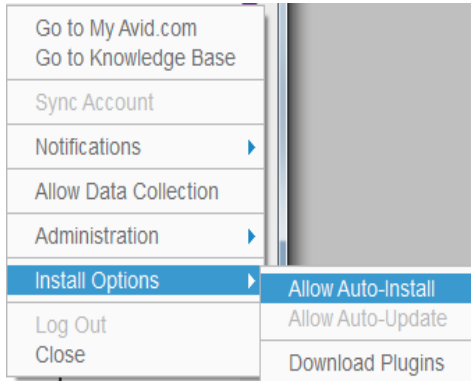 Go to My Avid.com
Go to Knowledge Base
Sync Account
Notifications
Allow Data Collection
Administration
Install Options
Log Out
Close
Allow Auto-Install
Allow Auto-Update
Download Plugins